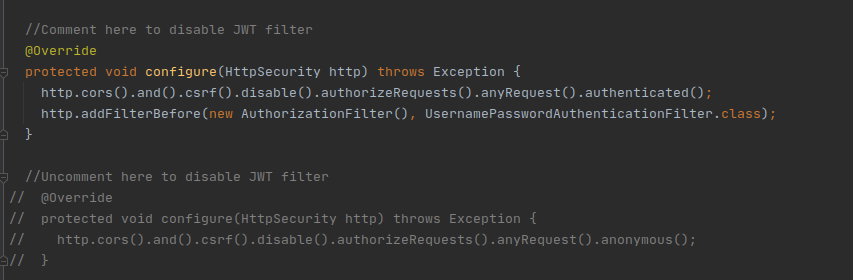 //Comment here to disable JWT filter
@Override
protected void configure(HttpSecurity http) throws Exception {
http.cors().and().csrf().disable().authorizeRequests().anyRequest().authenticated();
http.addFilterBefore(new AuthorizationFilter(), UsernamePasswordAuthenticationFilter.class);
}
//Uncomment here to disable JWT filter
//  @Override
//  protected void configure(HttpSecurity http) throws Exception {
//    http.cors().and().csrf().disable().authorizeRequests().anyRequest().anonymous();
//  }